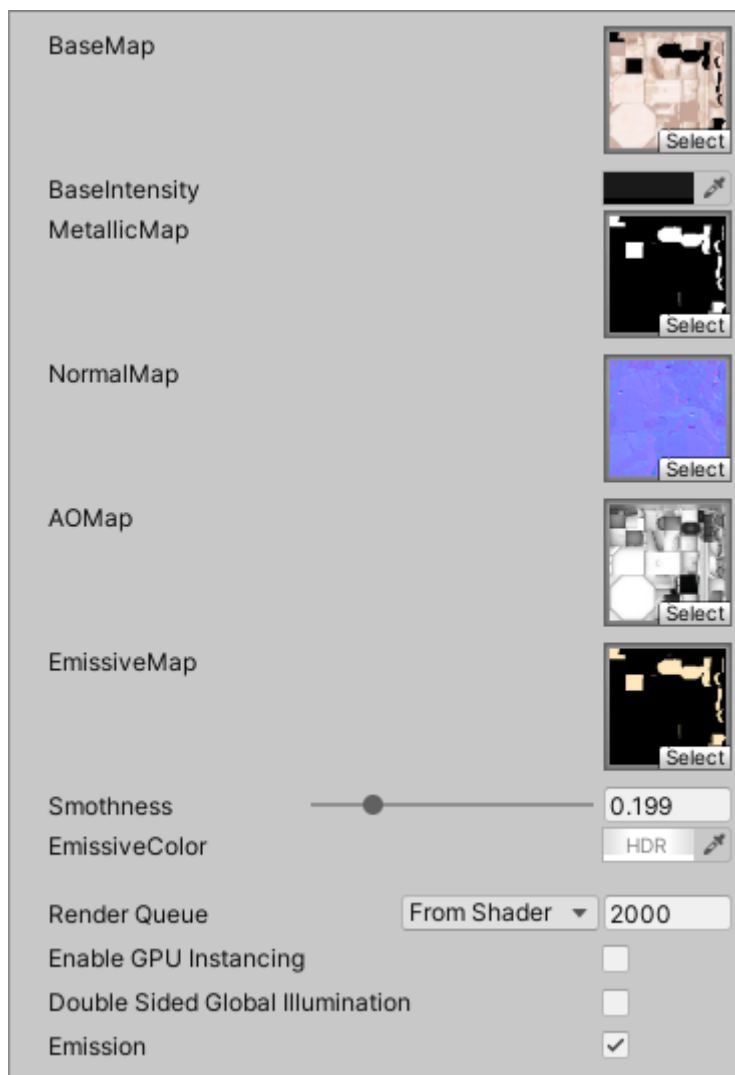 BaseMap
Select
BaseIntensity
MetallicMap
Select
NormalMap
Select
AOMap
Select
EmissiveMap
Select
Smothness 0.199
EmissiveColor HDR
Render Queue From Shader 2000
Enable GPU Instancing
Double Sided Global Illumination
Emission